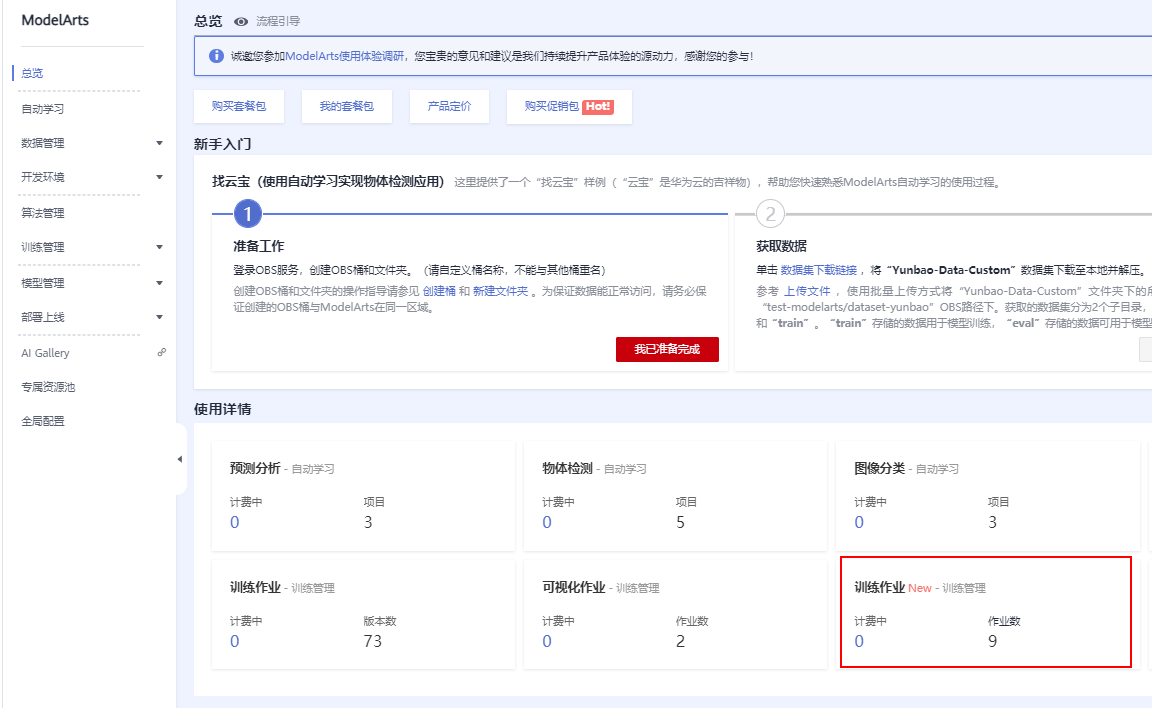 ModelArts
总览
自动学习
数据管理
开发环境
算法管理
训练管理
模型管理
部署上线
AI Gallery
专属资源池
全局配置
总览 流程引导
诚邀您参加ModelArts使用体验调研，您宝贵的意见和建议是我们持续提升产品体验的源动力，感谢您的参与！
购买套餐包 我的套餐包 产品定价 购买促销包 Hot!
新手入门
找云宝（使用自动学习实现物体检测应用） 这里提供了一个“找云宝”样例（ “云宝”是华为云的吉祥物），帮助您快速熟悉ModelArts自动学习的使用过程。
1
准备工作
登录OBS服务，创建OBS桶和文件夹。（请自定义桶名称，不能与其他桶重名）
创建OBS桶和文件夹的操作指导请参见 创建桶 和 新建文件夹 。为保证数据能正常访问，请务必保
证创建的OBS桶与ModelArts在同一区域。
我已准备完成
2
获取数据
单击 数据集下载链接 ，将“Yunbao-Data-Custom”数据集下载至本地并解压。
参考 上传文件 ，使用批量上传方式将“Yunbao-Data-Custom”文件夹下的
“test-modelarts/dataset-yunbao”OBS路径下。获取的数据集分为2个子目录，
和“train”。“train”存储的数据用于模型训练，“eval”存储的数据可用于模型
使用详情
预测分析 - 自动学习
计费中 项目
0 3
物体检测 - 自动学习
计费中 项目
0 5
图像分类 - 自动学习
计费中 项目
0 3
训练作业 - 训练管理
计费中 版本数
0 73
可视化作业 - 训练管理
计费中 作业数
0 2
训练作业 New - 训练管理
计费中 作业数
0 9